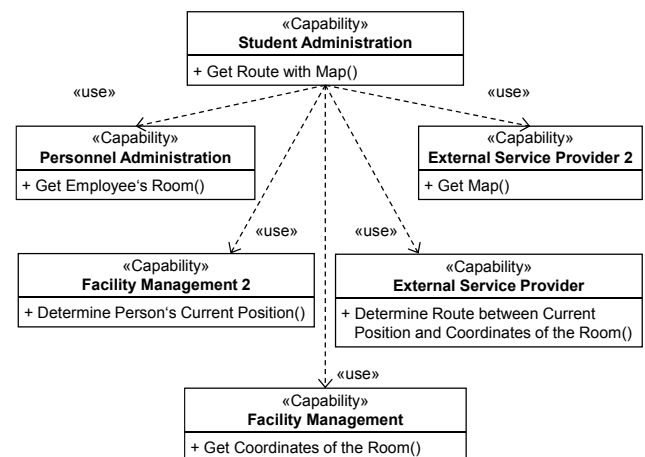 «Capability»
Student Administration
+ Get Route with Map()
«use»
«use»
«Capability»
Personnel Administration
+ Get Employee‘s Room()
«Capability»
External Service Provider 2
+ Get Map()
«use»
«use»
«Capability»
Facility Management 2
+ Determine Person‘s Current Position()
«Capability»
External Service Provider
+ Determine Route between Current
Position and Coordinates of the Room()
«use»
«Capability»
Facility Management
+ Get Coordinates of the Room()